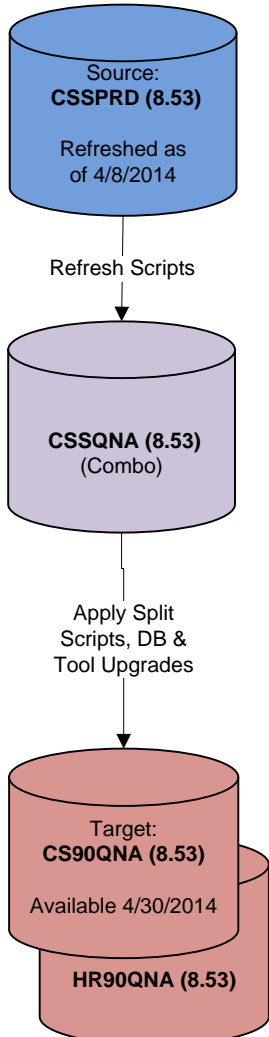 Source:
CSSPRD (8.53)
Refreshed as
of 4/8/2014
Refresh Scripts
CSSQNA (8.53)
(Combo)
Apply Split
Scripts, DB &
Tool Upgrades
Target:
CS90QNA (8.53)
Available 4/30/2014
HR90QNA (8.53)